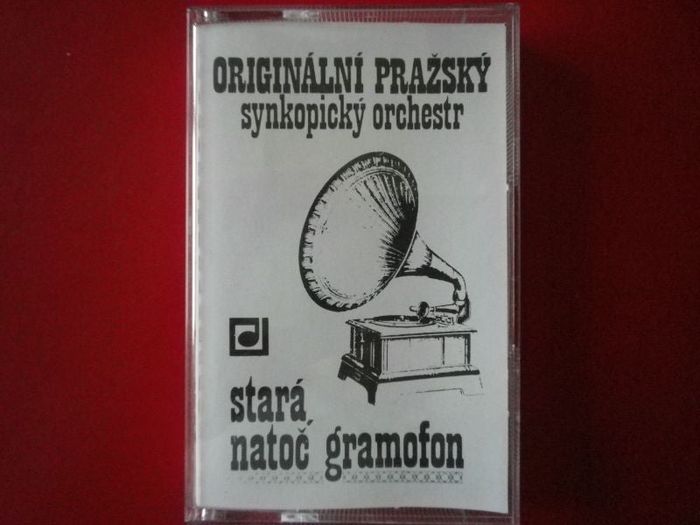 ORIGINÁLNÍ PRAŽSKÝ
synkopický orchestr
stará,
natoč gramofon